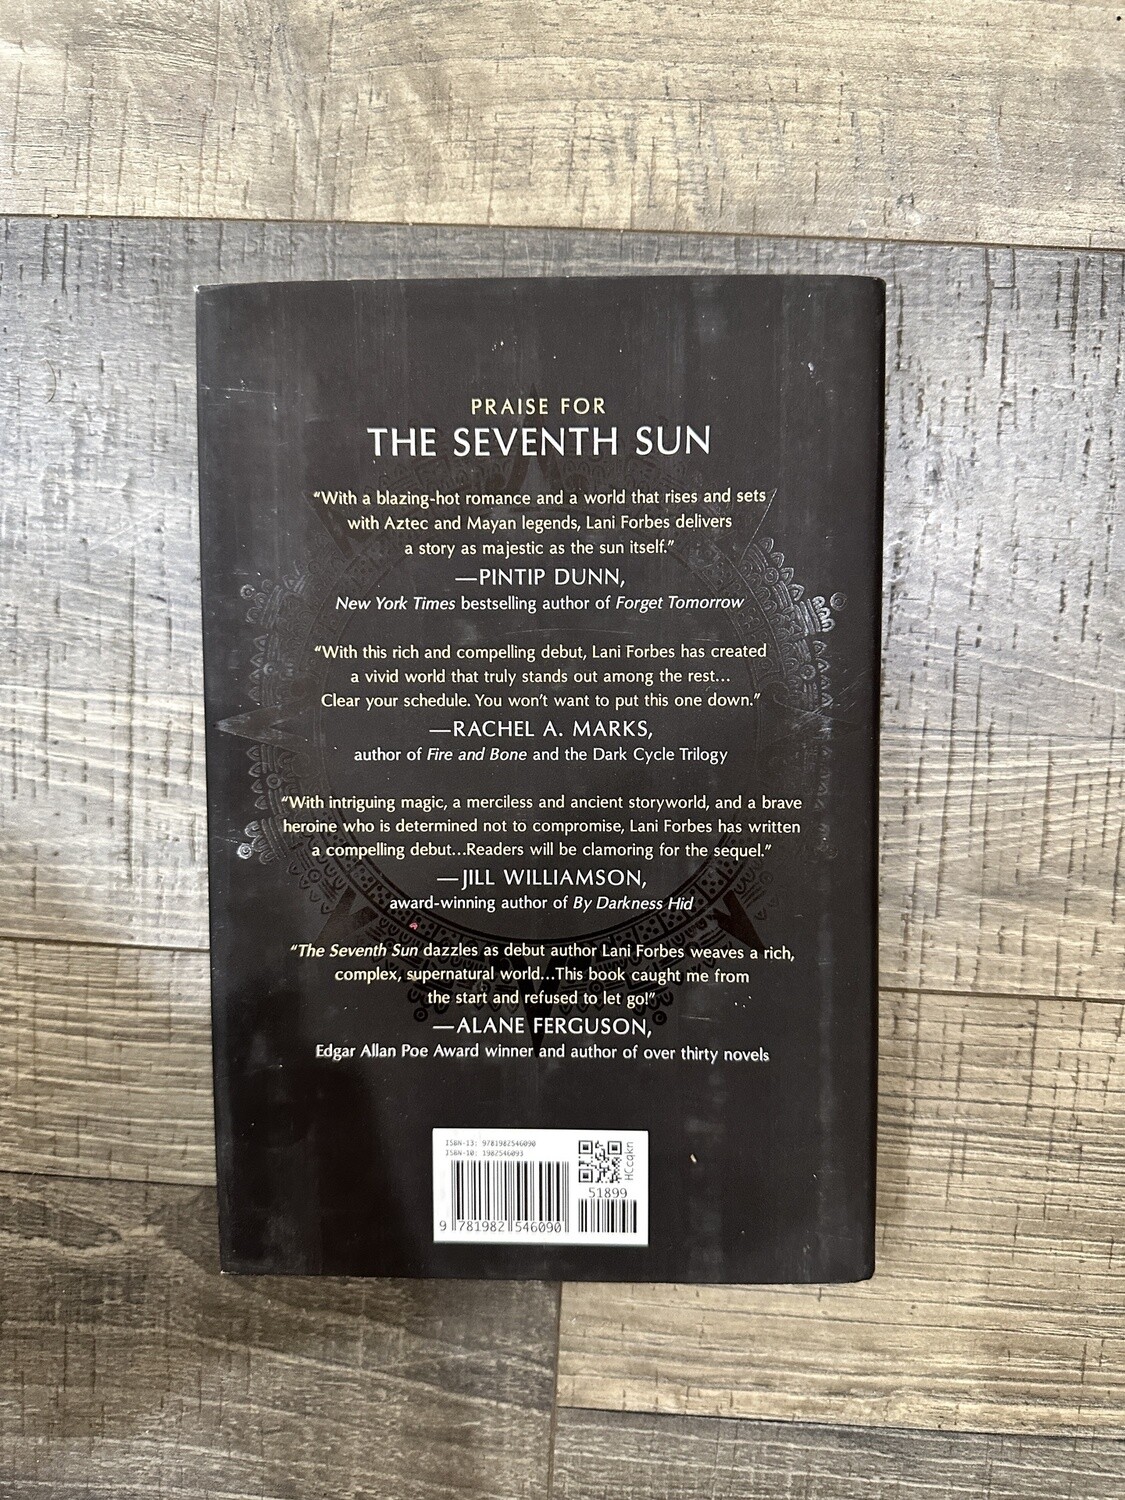 PRAISE FOR
THE SEVENTH SUN
“With a blazing-hot romance and a world that rises and sets
with Aztec and Mayan legends, Lani Forbes delivers
a story as majestic as the sun itself.”
—PINTIP DUNN,
New York Times bestselling author of Forget Tomorrow
“With this rich and compelling debut, Lani Forbes has created
a vivid world that truly stands out among the rest...
Clear your schedule. You won’t want to put this one down.”
—RACHEL A. MARKS,
author of Fire and Bone and the Dark Cycle Trilogy
“With intriguing magic, a merciless and ancient storyworld, and a brave
heroine who is determined not to compromise, Lani Forbes has written
a compelling debut...Readers will be clamoring for the sequel.”
—JILL WILLIAMSON,
award-winning author of By Darkness Hid
“The Seventh Sun dazzles as debut author Lani Forbes weaves a rich,
complex, supernatural world...This book caught me from
the start and refused to let go!”
—ALANE FERGUSON,
Edgar Allan Poe Award winner and author of over thirty novels
ISBN-13: 9781982546090
ISBN-10: 1982546093
HCcqkn
51899
9 781982 546090